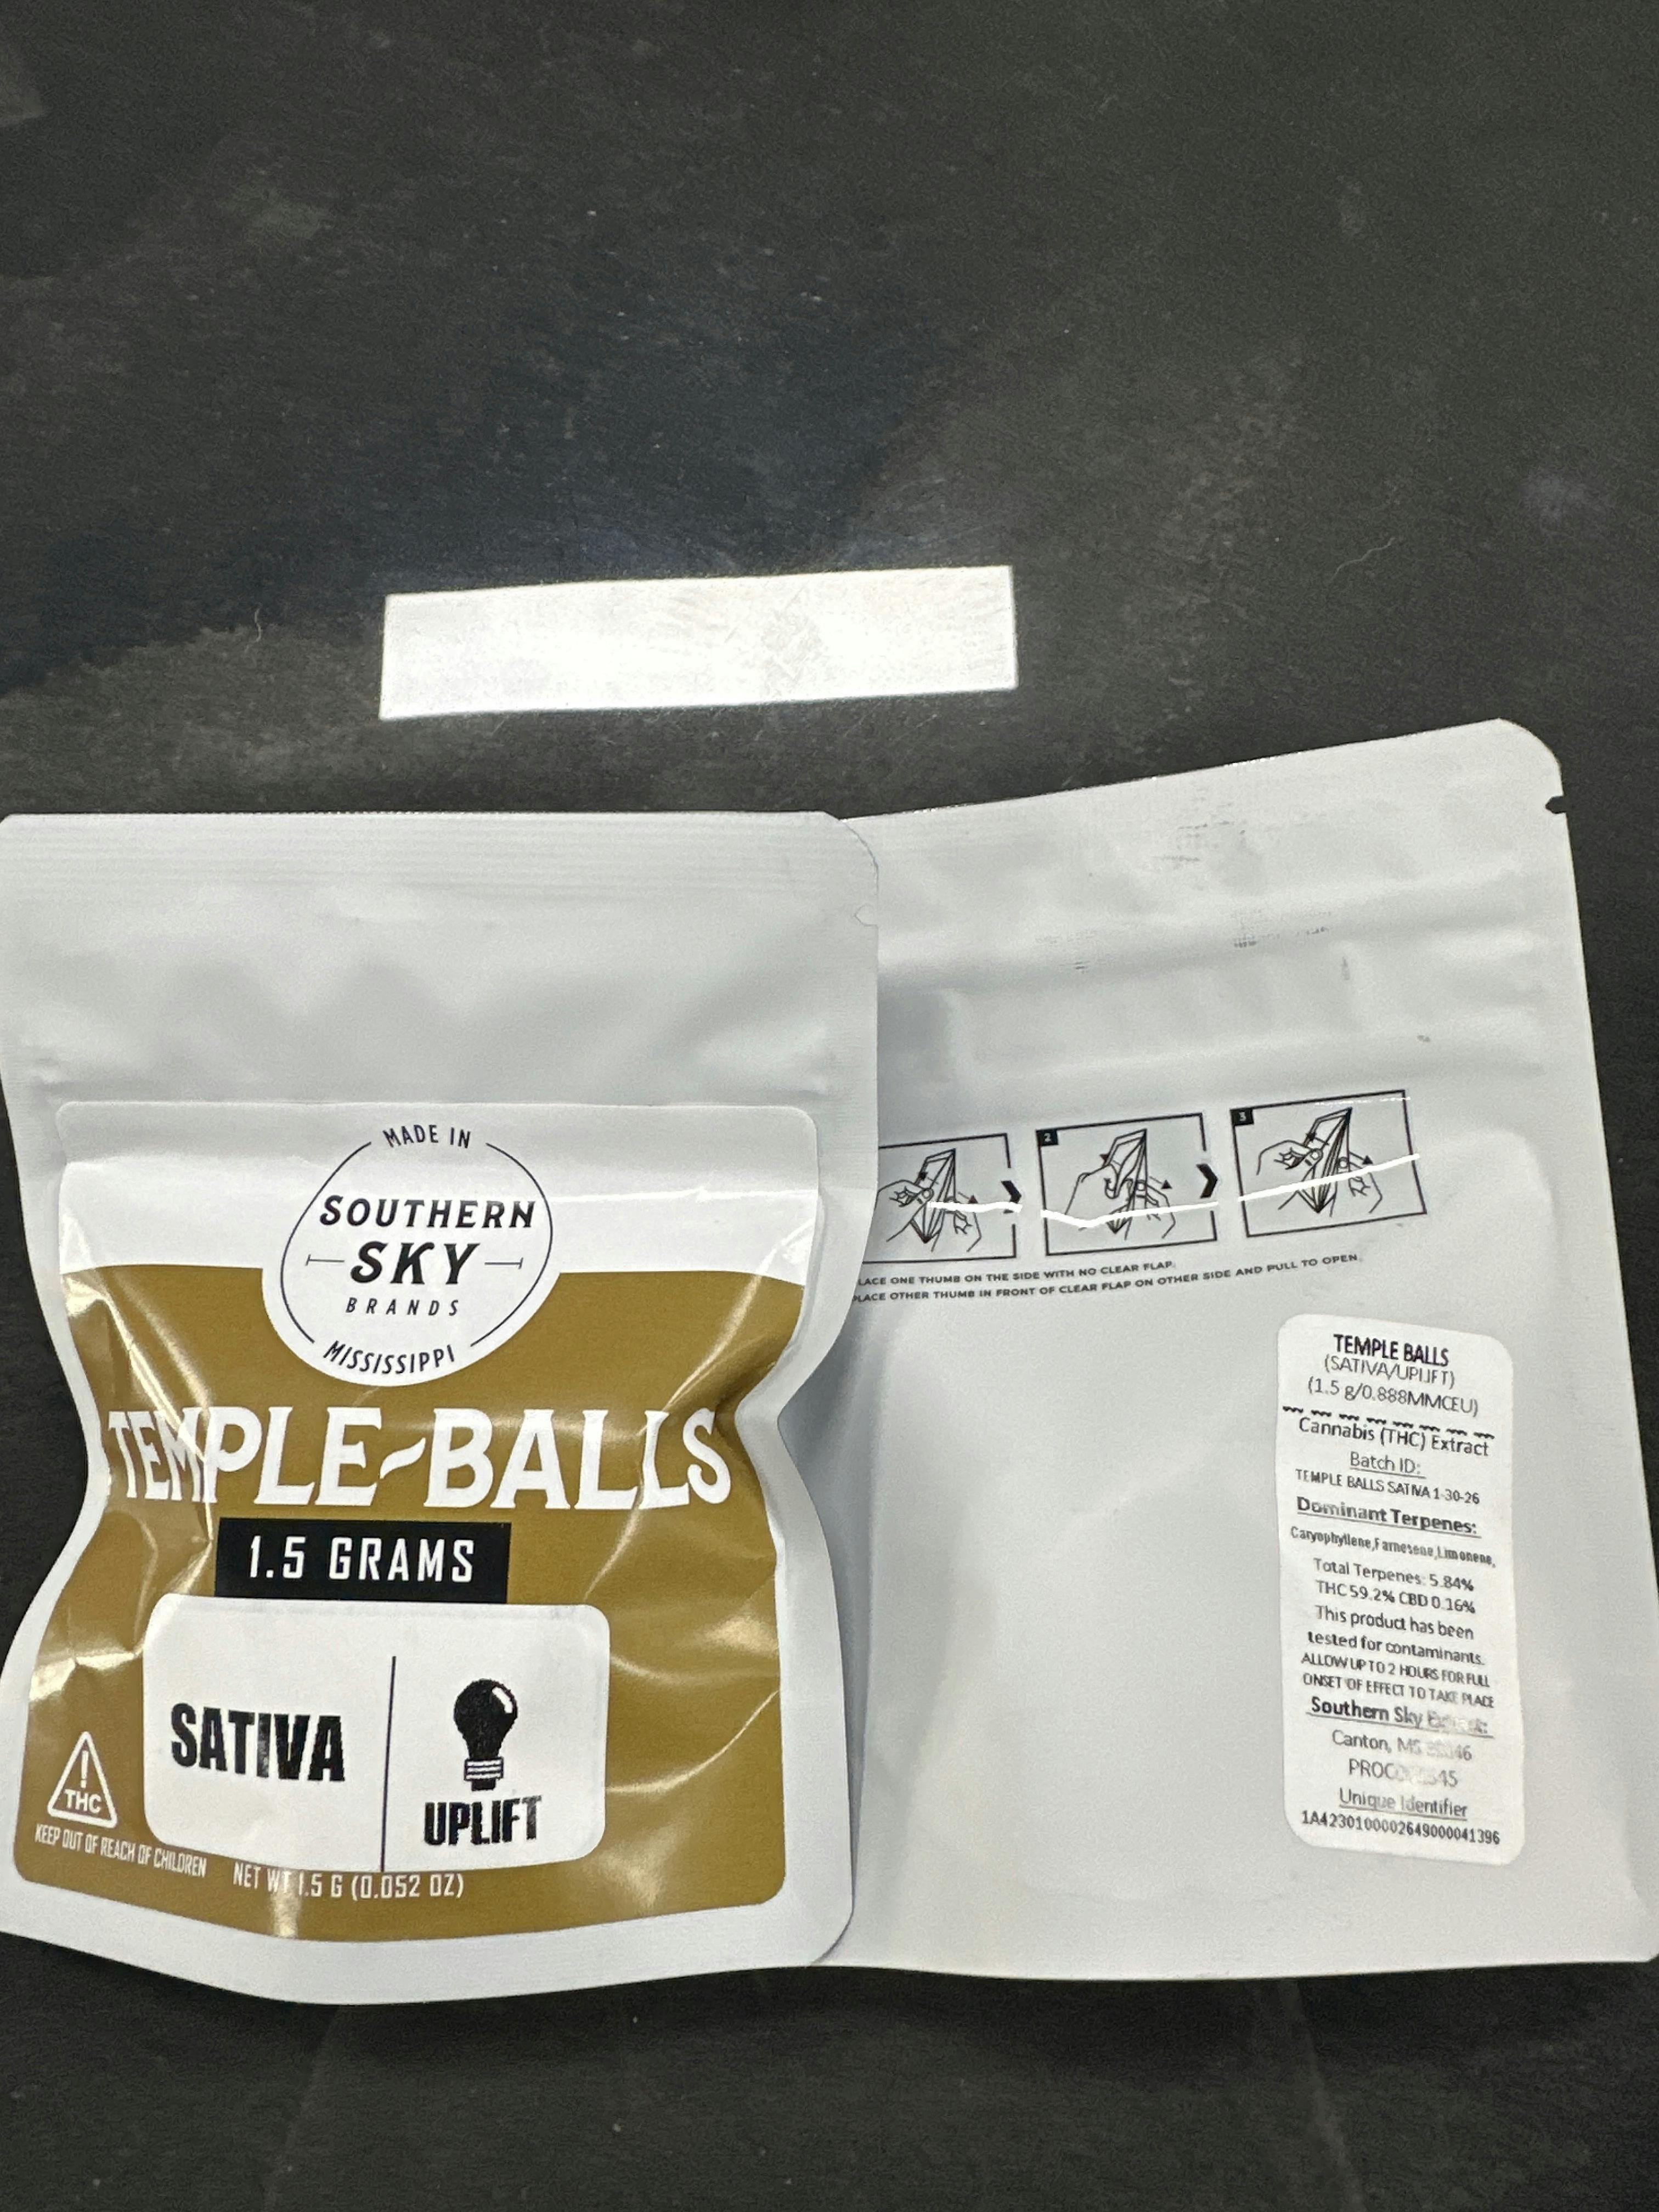 MADE IN
SOUTHERN
SKY
BRANDS
MISSISSIPPI
TEMPLE~BALLS
1.5 GRAMS
SATIVA
UPLIFT
THC
KEEP OUT OF REACH OF CHILDREN
NET WT 1.5 G (0.052 OZ)
2
3
LACE ONE THUMB ON THE SIDE WITH NO CLEAR FLAP.
PLACE OTHER THUMB IN FRONT OF CLEAR FLAP ON OTHER SIDE AND PULL TO OPEN.
TEMPLE BALLS
(SATIVA/UPLIFT)
(1.5 g/0.888MMCEU)
Cannabis (THC) Extract
Batch ID:
TEMPLE BALLS SATIVA 1-30-26
Dominant Terpenes:
Caryophyllene, Farnesene, Limonene,
Total Terpenes: 5.84%
THC 59.2% CBD 0.16%
This product has been
tested for contaminants.
ALLOW UP TO 2 HOURS FOR FULL
ONSET OF EFFECT TO TAKE PLACE
Southern Sky
Canton, MS
Unique Identifier
1A4230100002649000041396